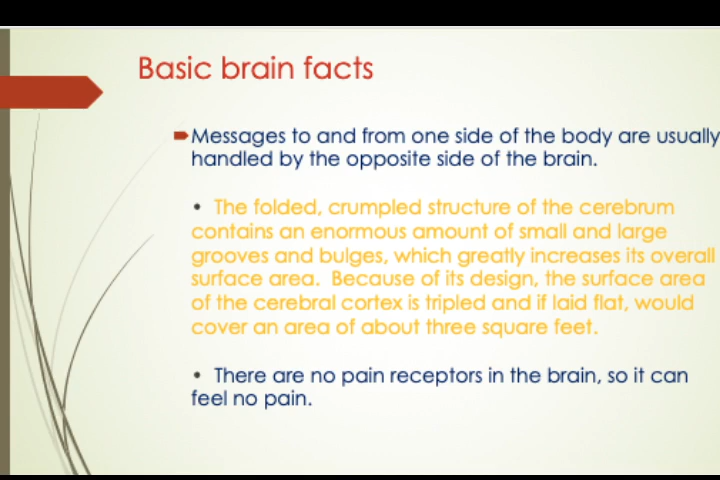 Basic brain facts
Messages to and from one side of the body are usually
handled by the opposite side of the brain.
• The folded, crumpled structure of the cerebrum
contains an enormous amount of small and large
grooves and bulges, which greatly increases its overall
surface area.  Because of its design, the surface area
of the cerebral cortex is tripled and if laid flat, would
cover an area of about three square feet.
• There are no pain receptors in the brain, so it can
feel no pain.